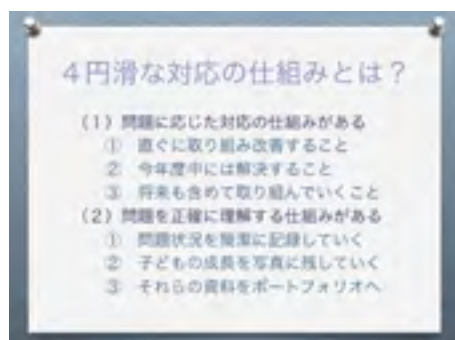 ４円滑な対応の仕組みとは？
（１）問題に応じた対応の仕組みがある
① 直ぐに取り組み改善すること
② 今年度中には解決すること
③ 将来も含めて取り組んでいくこと
（２）問題を正確に理解する仕組みがある
① 問題状況を簡潔に記録していく
② 子どもの成長を写真に残していく
③ それらの資料をポートフォリオへ